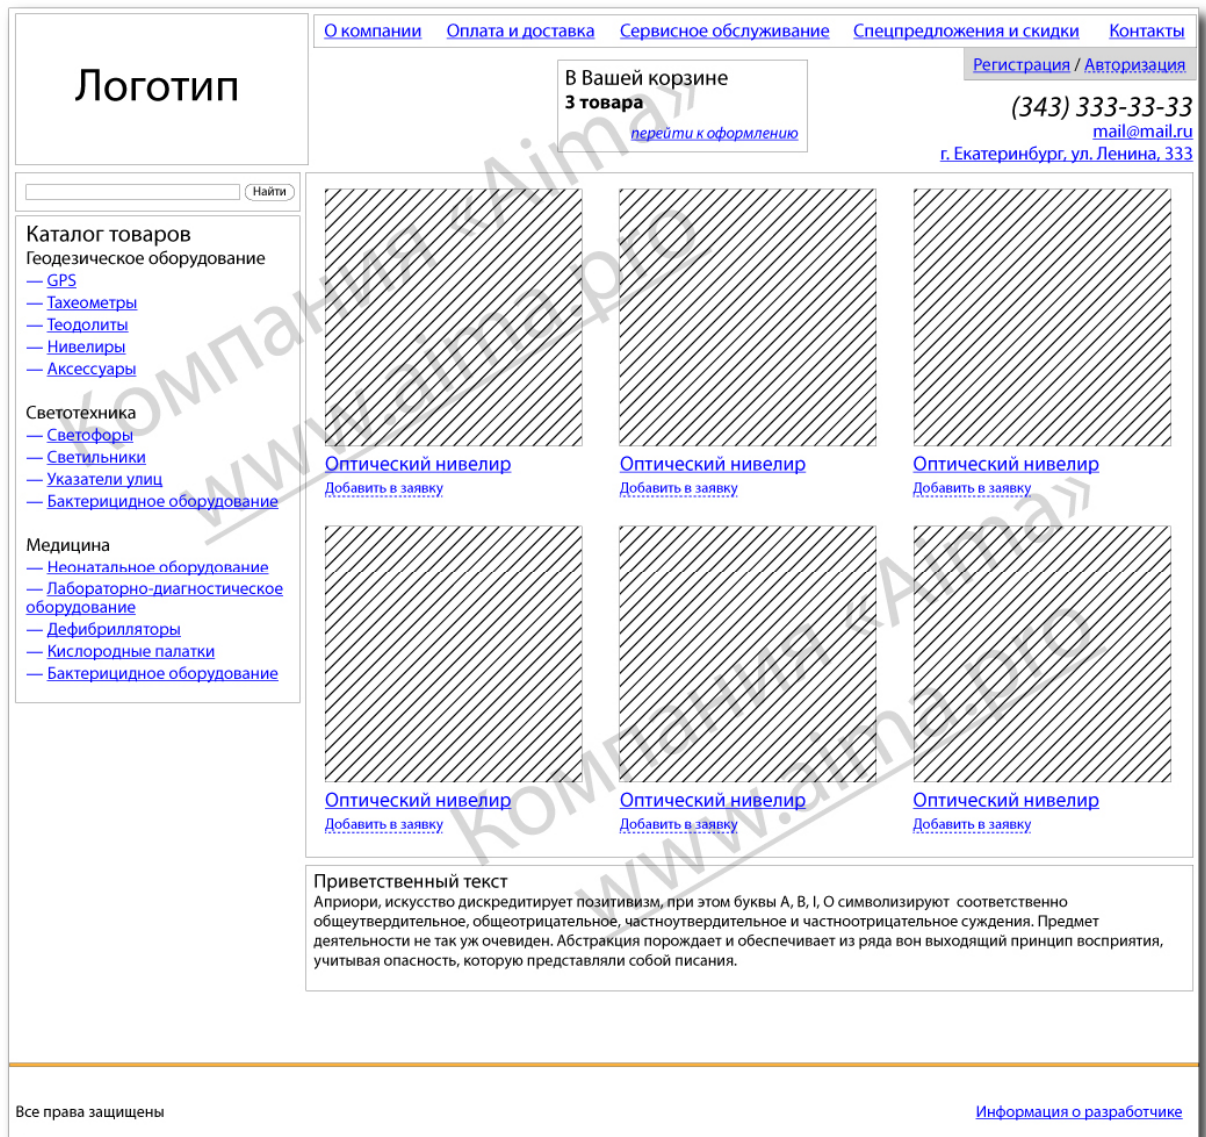 Логотип
О компании Оплата и доставка Сервисное обслуживание Спецпредложения и скидки Контакты
Регистрация / Авторизация
В Вашей корзине
3 товара
перейти к оформлению
(343) 333-33-33
mail@mail.ru
г. Екатеринбург, ул. Ленина, 333
Найти
Каталог товаров
Геодезическое оборудование
— GPS
— Тахеометры
— Теодолиты
— Нивелиры
— Аксессуары
Светотехника
— Светофоры
— Светильники
— Указатели улиц
— Бактерицидное оборудование
Медицина
— Неонатальное оборудование
— Лабораторно-диагностическое
оборудование
— Дефибрилляторы
— Кислородные палатки
— Бактерицидное оборудование
Оптический нивелир Оптический нивелир Оптический нивелир
Добавить в заявку Добавить в заявку Добавить в заявку
Оптический нивелир Оптический нивелир Оптический нивелир
Добавить в заявку Добавить в заявку Добавить в заявку
Приветственный текст
Априори, искусство дискредитирует позитивизм, при этом буквы А, В, I, О символизируют соответственно
общеутвердительное, общеотрицательное, частноутвердительное и частноотрицательное суждения. Предмет
деятельности не так уж очевиден. Абстракция порождает и обеспечивает из ряда вон выходящий принцип восприятия,
учитывая опасность, которую представляли собой писания.
Все права защищены
Информация о разработчике
Компания «Aima»
www.aima.pro
Компания «Aima»
www.aima.pro